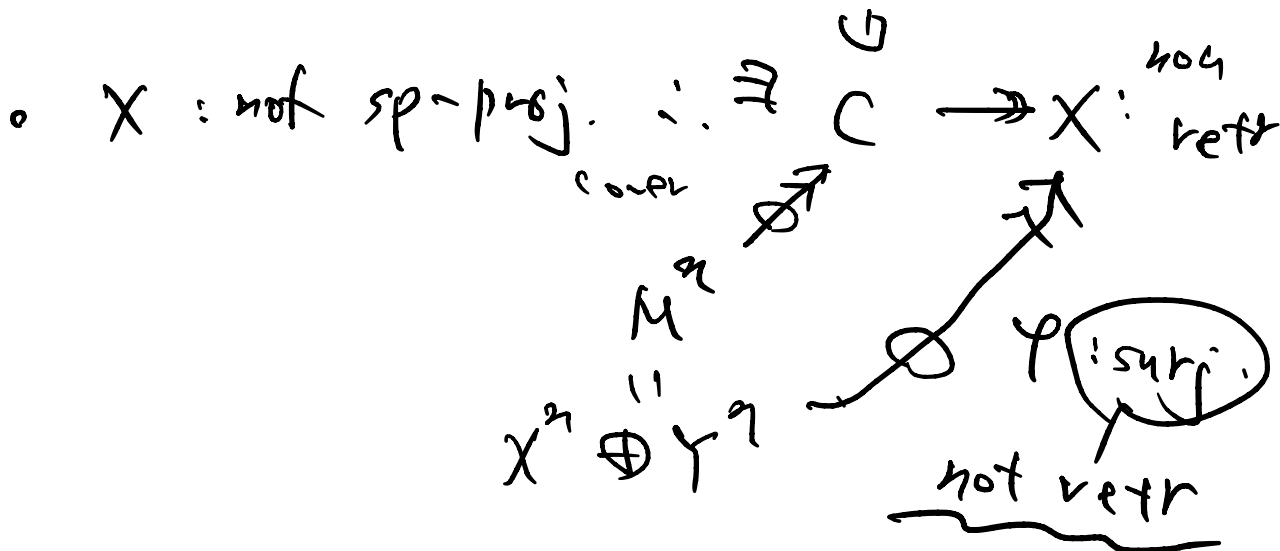 • X : not sp-proj. ∴ ∃ C ↠ X : non retr
cover
M^n
=
X^n ⊕ Y^n
φ : surj.
not retr